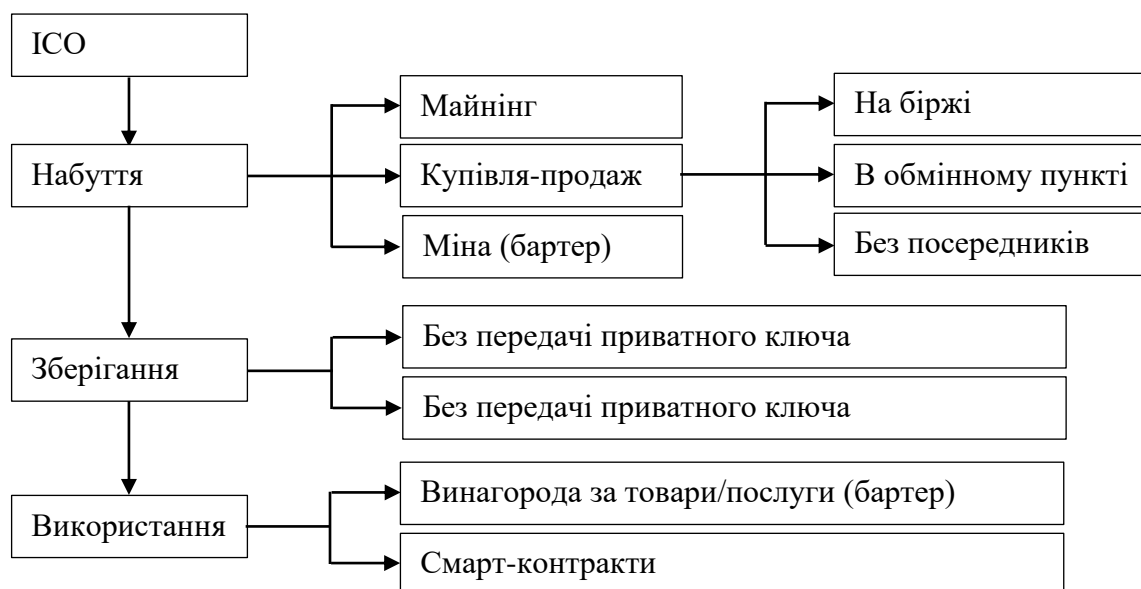 ІСО
Набуття
Майнінг
Купівля-продаж
Міна (бартер)
На біржі
В обмінному пункті
Без посередників
Зберігання
Без передачі приватного ключа
Без передачі приватного ключа
Використання
Винагорода за товари/послуги (бартер)
Смарт-контракти